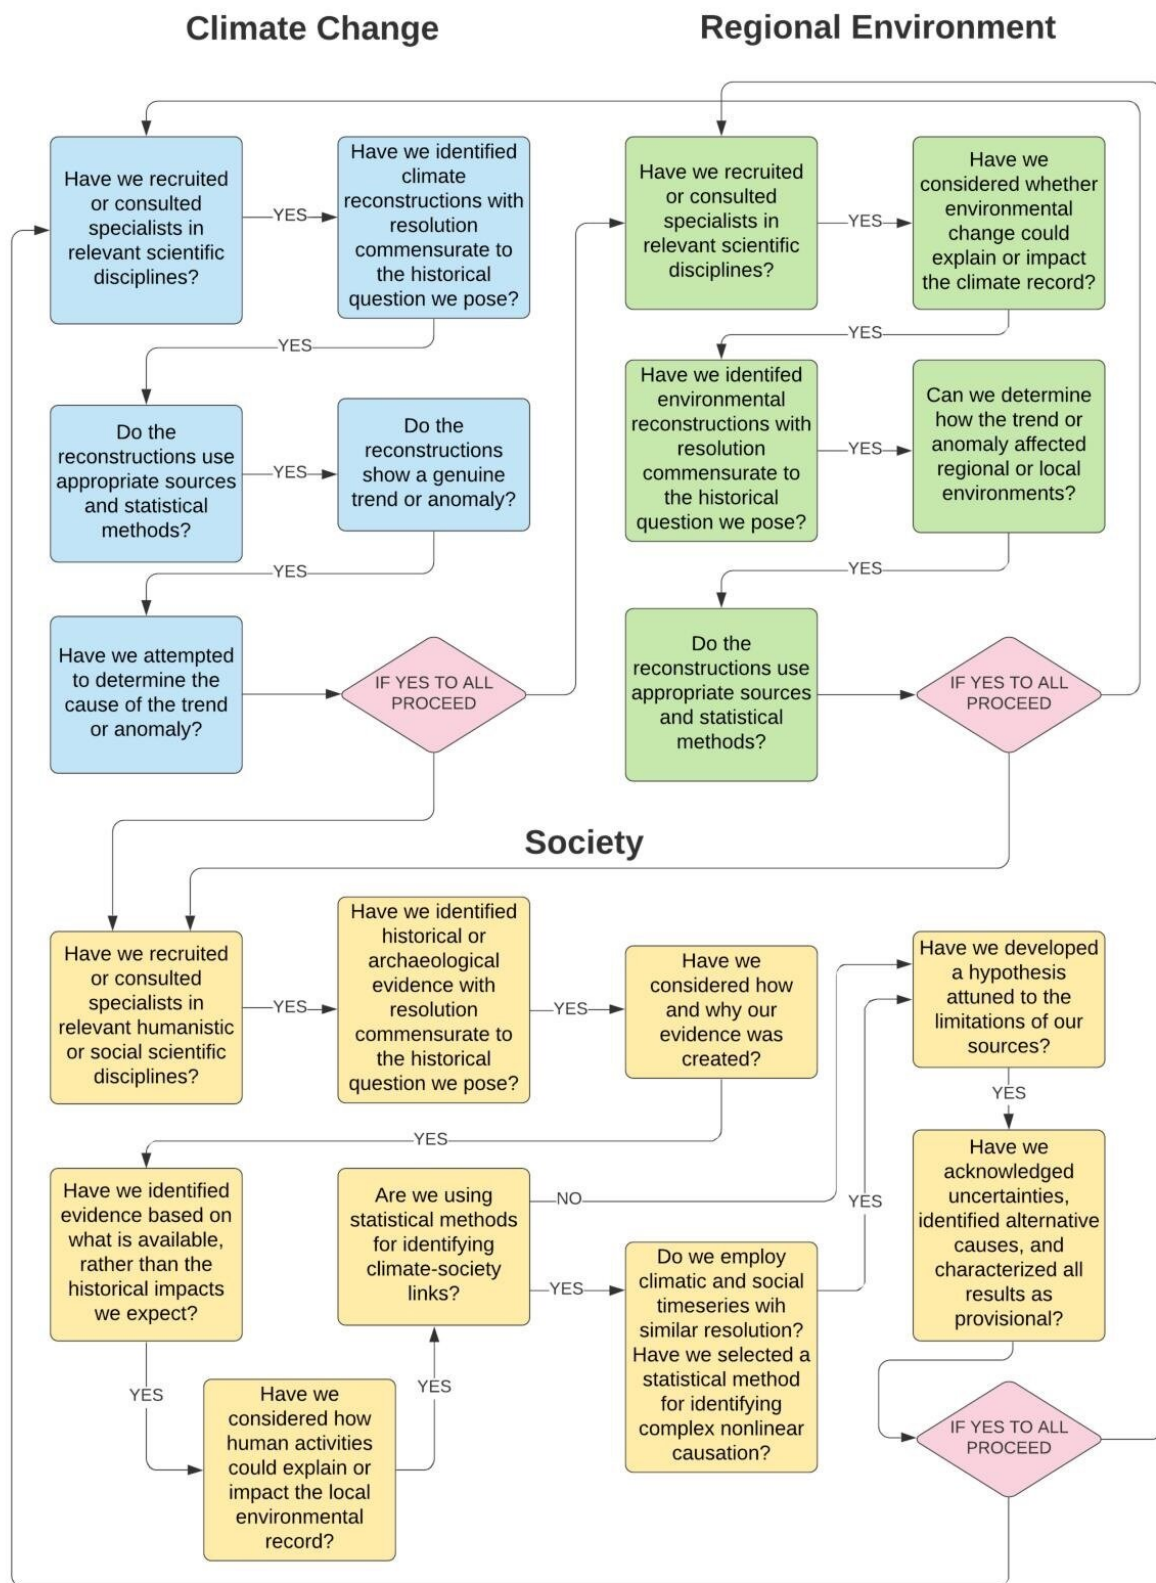 Climate Change
Regional Environment
Have we recruited
or consulted
specialists in
relevant scientific
disciplines?
YES
Have we identified
climate
reconstructions with
resolution
commensurate to
the historical
question we pose?
YES
Do the
reconstructions use
appropriate sources
and statistical
methods?
YES
Do the
reconstructions
show a genuine
trend or anomaly?
YES
Have we attempted
to determine the
cause of the trend
or anomaly?
IF YES TO ALL
PROCEED
Have we recruited
or consulted
specialists in
relevant scientific
disciplines?
YES
Have we
considered whether
environmental
change could
explain or impact
the climate record?
YES
Have we identifed
environmental
reconstructions with
resolution
commensurate to
the historical
question we pose?
YES
Can we determine
how the trend or
anomaly affected
regional or local
environments?
YES
Do the
reconstructions use
appropriate sources
and statistical
methods?
IF YES TO ALL
PROCEED
Society
Have we recruited
or consulted
specialists in
relevant humanistic
or social scientific
disciplines?
YES
Have we identified
historical or
archaeological
evidence with
resolution
commensurate to
the historical
question we pose?
YES
Have we
considered how
and why our
evidence was
created?
YES
Have we identified
evidence based on
what is available,
rather than the
historical impacts
we expect?
YES
Have we
considered how
human activities
could explain or
impact the local
environmental
record?
YES
Are we using
statistical methods
for identifying
climate-society
links?
NO
YES
Do we employ
climatic and social
timeseries wih
similar resolution?
Have we selected a
statistical method
for identifying
complex nonlinear
causation?
YES
Have we developed
a hypothesis
attuned to the
limitations of our
sources?
YES
Have we
acknowledged
uncertainties,
identified alternative
causes, and
characterized all
results as
provisional?
IF YES TO ALL
PROCEED